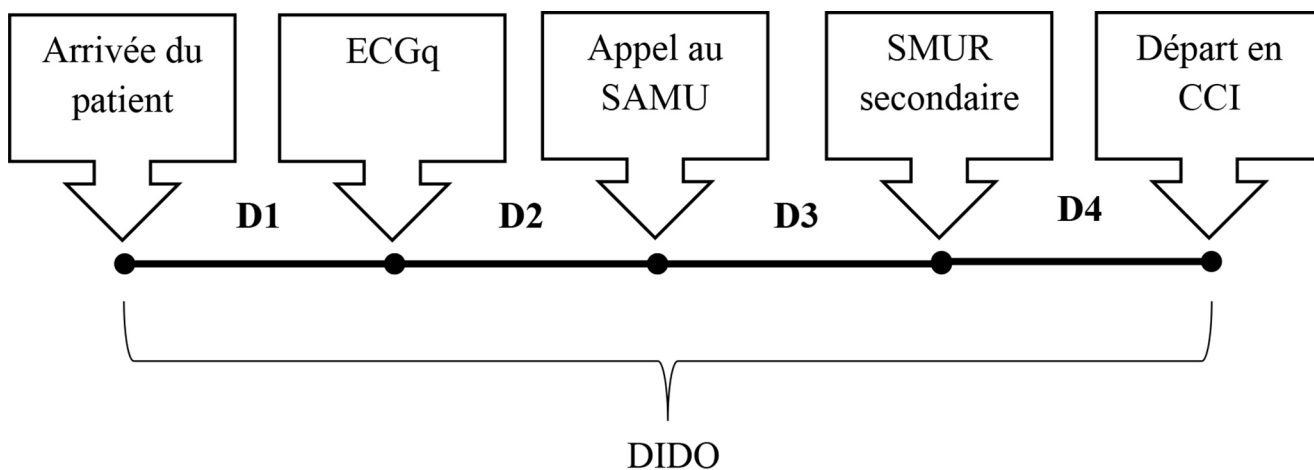 Arrivée du
patient
ECGq
Appel au
SAMU
SMUR
secondaire
Départ en
CCI
D1
D2
D3
D4
DIDO